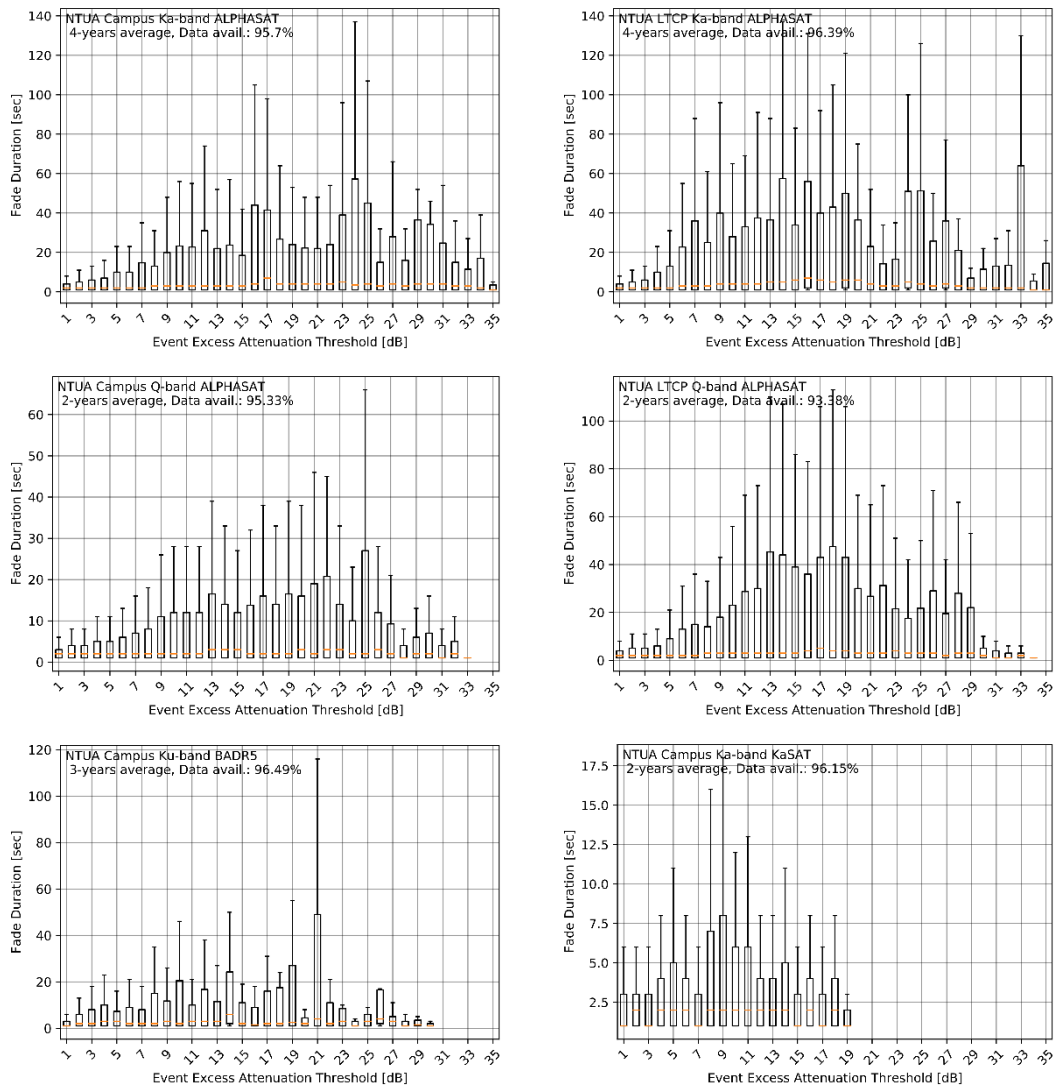 NTUA Campus Ka-band ALPHASAT
4-years average, Data avail.: 95.7%
Fade Duration [sec]
140
120
100
80
60
40
20
0
1 3 5 7 9 11 13 15 17 19 21 23 25 27 29 31 33 35
Event Excess Attenuation Threshold [dB]
NTUA LTCP Ka-band ALPHASAT
4-years average, Data avail.: 96.39%
Fade Duration [sec]
140
120
100
80
60
40
20
0
1 3 5 7 9 11 13 15 17 19 21 23 25 27 29 31 33 35
Event Excess Attenuation Threshold [dB]
NTUA Campus Q-band ALPHASAT
2-years average, Data avail.: 95.33%
Fade Duration [sec]
60
50
40
30
20
10
0
1 3 5 7 9 11 13 15 17 19 21 23 25 27 29 31 33 35
Event Excess Attenuation Threshold [dB]
NTUA LTCP Q-band ALPHASAT
2-years average, Data avail.: 93.38%
Fade Duration [sec]
100
80
60
40
20
0
1 3 5 7 9 11 13 15 17 19 21 23 25 27 29 31 33 35
Event Excess Attenuation Threshold [dB]
NTUA Campus Ku-band BADR5
3-years average, Data avail.: 96.49%
Fade Duration [sec]
120
100
80
60
40
20
0
1 3 5 7 9 11 13 15 17 19 21 23 25 27 29 31 33 35
Event Excess Attenuation Threshold [dB]
NTUA Campus Ka-band KaSAT
2-years average, Data avail.: 96.15%
Fade Duration [sec]
17.5
15.0
12.5
10.0
7.5
5.0
2.5
1 3 5 7 9 11 13 15 17 19 21 23 25 27 29 31 33 35
Event Excess Attenuation Threshold [dB]